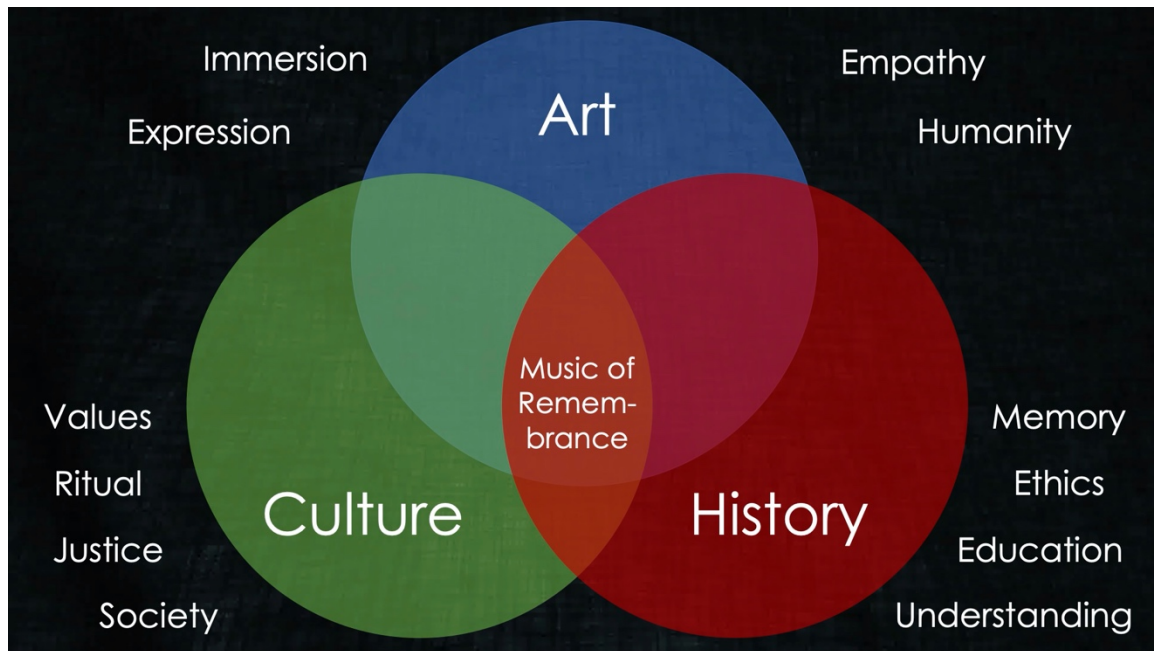 Immersion
Empathy
Art
Expression
Humanity
Music of
Remem-
brance
Values
Memory
Ritual
Ethics
Culture
History
Justice
Education
Society
Understanding